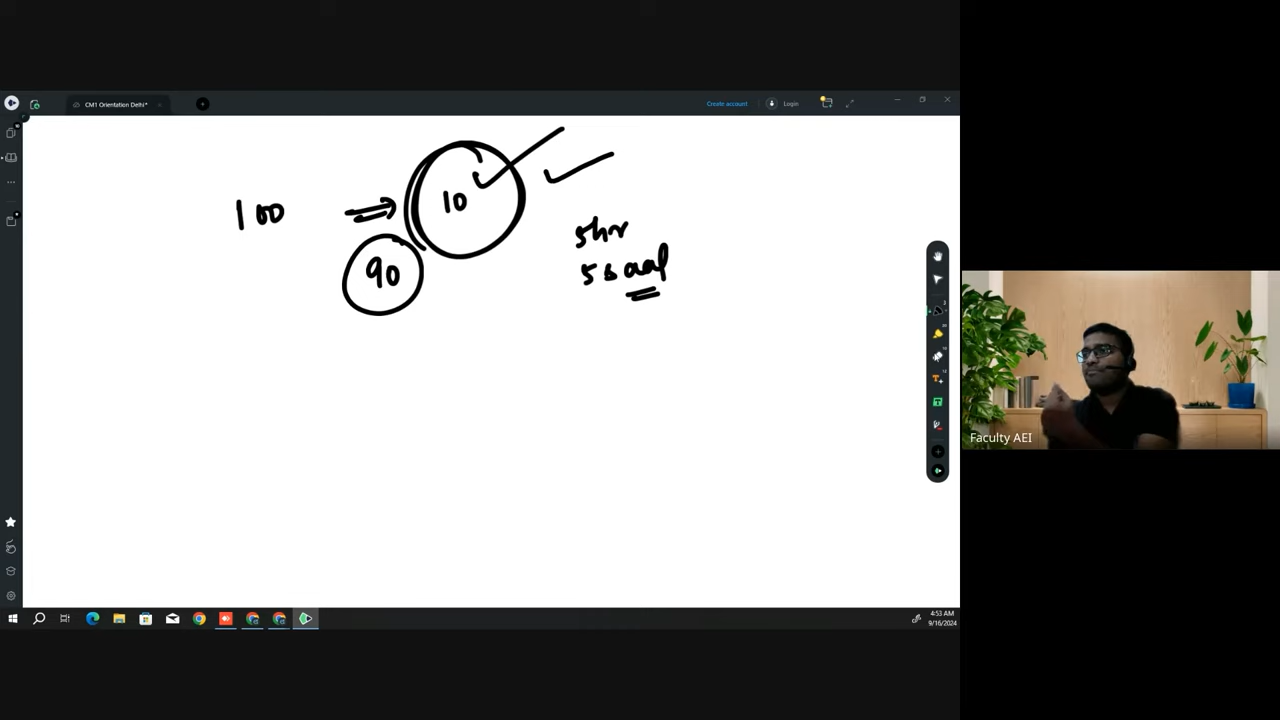 CM1 Orientation Delhi*
Create account
Login
100
10
90
5hr
5 saal
Faculty AEI
4:53 AM
9/16/2024